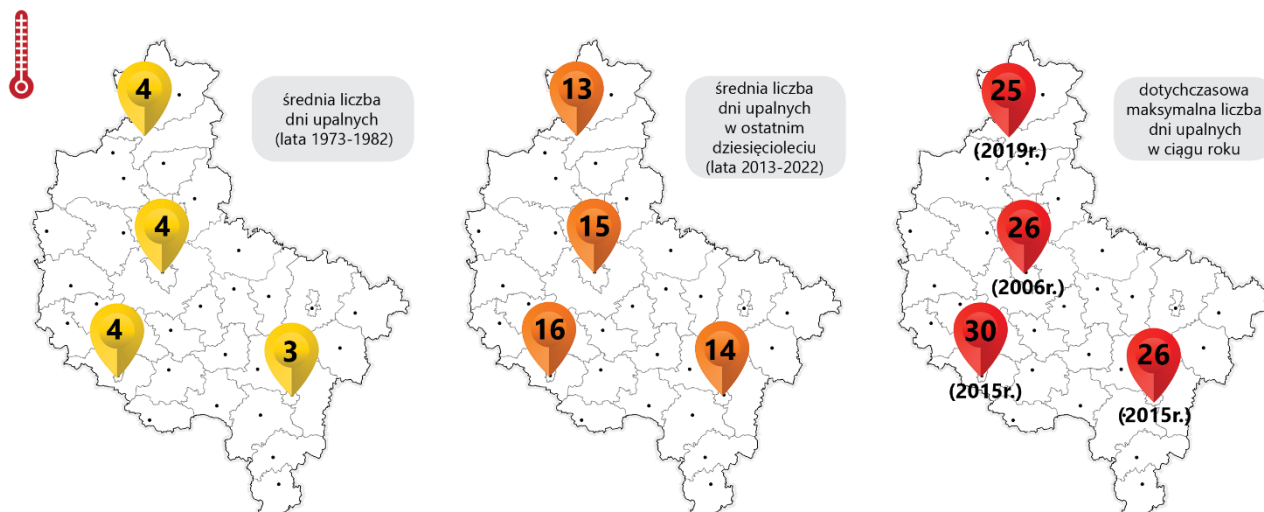 4
4
4
3
średnia liczba
dni upalnych
(lata 1973-1982)
13
15
16
14
średnia liczba
dni upalnych
w ostatnim
dziesięcioleciu
(lata 2013-2022)
25
(2019r.)
26
(2006r.)
30
(2015r.)
26
(2015r.)
dotychczasowa
maksymalna liczba
dni upalnych
w ciągu roku